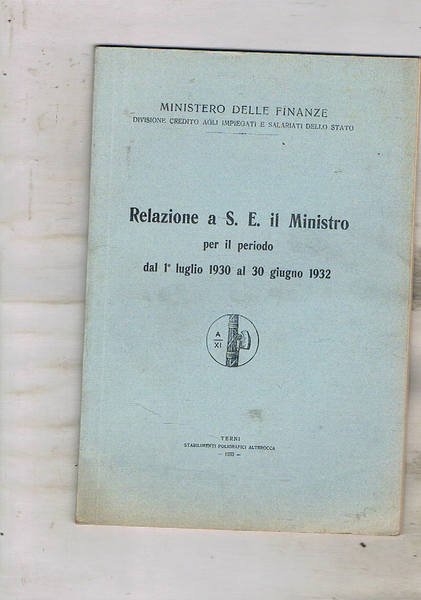 MINISTERO DELLE FINANZE
DIVISIONE CREDITO AGLI IMPIEGATI E SALARIATI DELLO STATO
Relazione a S. E. il Ministro
per il periodo
dal 1° luglio 1930 al 30 giugno 1932
A
XI
TERNI
STABILIMENTI POLIGRAFICI ALTEROCCA